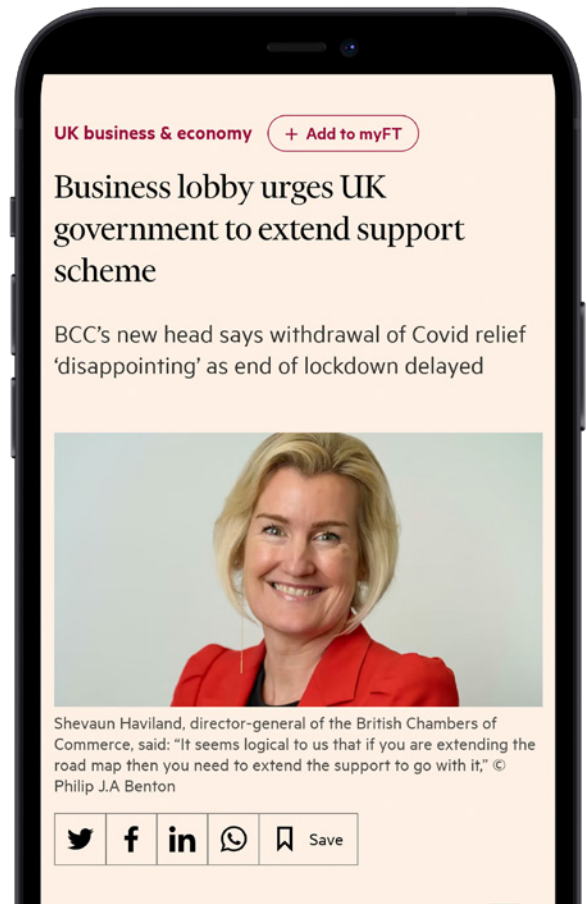 UK business & economy + Add to myFT
Business lobby urges UK
government to extend support
scheme
BCC’s new head says withdrawal of Covid relief
‘disappointing’ as end of lockdown delayed
Shevaun Haviland, director-general of the British Chambers of
Commerce, said: “It seems logical to us that if you are extending the
road map then you need to extend the support to go with it,” ©
Philip J.A Benton
Save